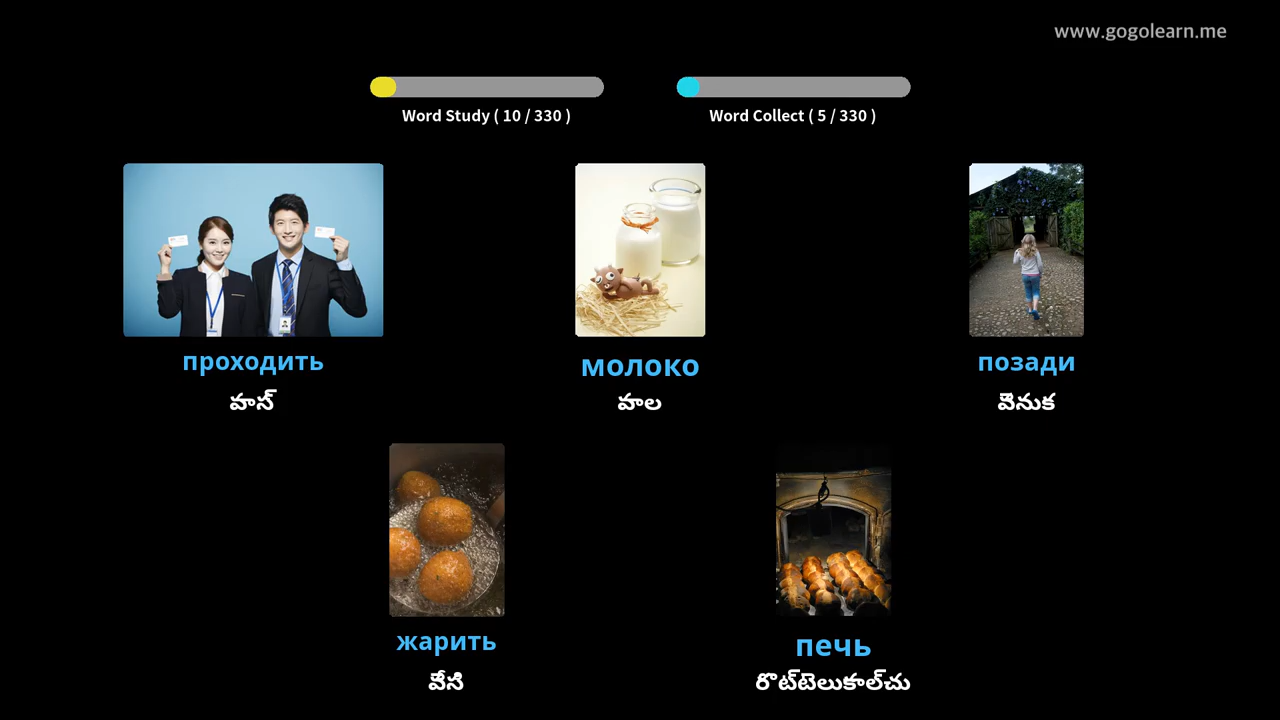 www.gogolearn.me
Word Study ( 10 / 330 )
Word Collect ( 5 / 330 )
проходить
హాస్
молоко
హాల
позади
వెనుక
жарить
వేసి
печь
రొట్టెలుకాల్చు